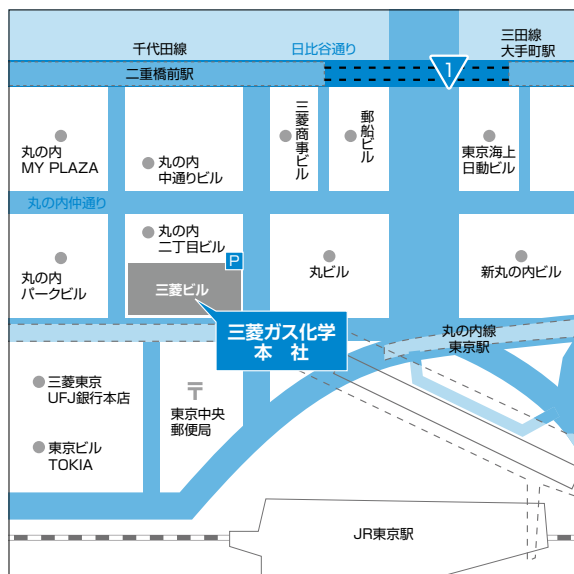 千代田線
日比谷通り
三田線
大手町駅
二重橋前駅
1
丸の内
MY PLAZA
丸の内
中通りビル
三菱商事ビル
郵船ビル
東京海上
日動ビル
丸の内仲通り
丸の内
パークビル
丸の内
二丁目ビル
P
三菱ビル
丸ビル
新丸の内ビル
三菱ガス化学
本 社
丸の内線
東京駅
三菱東京
UFJ銀行本店
〒
東京中央
郵便局
東京ビル
TOKIA
JR東京駅